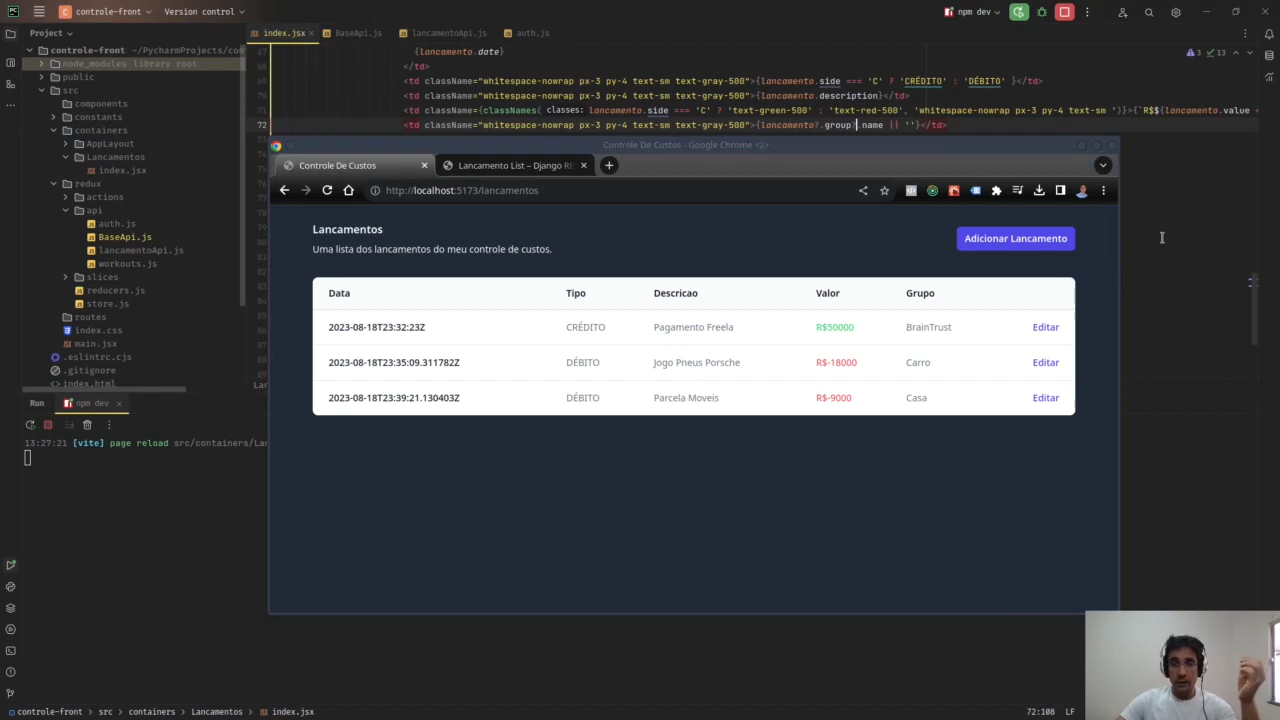 controle-front Version control npm dev
Project
index.jsx BaseApi.js lancamentoApi.js auth.js
controle-front ~/PycharmProjects/con
node_modules library root
public
src
components
constants
containers
AppLayout
Lancamentos
index.jsx
redux
actions
api
auth.js
BaseApi.js
lancamentoApi.js
workouts.js
slices
reducers.js
store.js
routes
index.css
main.jsx
.eslintrc.cjs
.gitignore
index.html
67 {lancamento.date}
68 </td>
69 <td className="whitespace-nowrap px-3 py-4 text-sm text-gray-500">{lancamento.side === 'C' ? 'CRÉDITO' : 'DÉBITO' }</td>
70 <td className="whitespace-nowrap px-3 py-4 text-sm text-gray-500">{lancamento.description}</td>
71 <td className={classNames( classes: lancamento.side === 'C' ? 'text-green-500' : 'text-red-500', 'whitespace-nowrap px-3 py-4 text-sm ')}>{`R$${lancamento.value =
72 <td className="whitespace-nowrap px-3 py-4 text-sm text-gray-500">{lancamento?.group?.name || ''}</td>
3 13
Controle De Custos - Google Chrome <2>
Controle De Custos
Lancamento List – Django RE
http://localhost:5173/lancamentos
Lancamentos
Uma lista dos lancamentos do meu controle de custos.
Adicionar Lancamento
Data Tipo Descricao Valor Grupo
2023-08-18T23:32:23Z CRÉDITO Pagamento Freela R$50000 BrainTrust Editar
2023-08-18T23:35:09.311782Z DÉBITO Jogo Pneus Porsche R$-18000 Carro Editar
2023-08-18T23:39:21.130403Z DÉBITO Parcela Moveis R$-9000 Casa Editar
Run npm dev
13:27:21 [vite] page reload src/containers/La
controle-front > src > containers > Lancamentos > index.jsx
72:108 LF